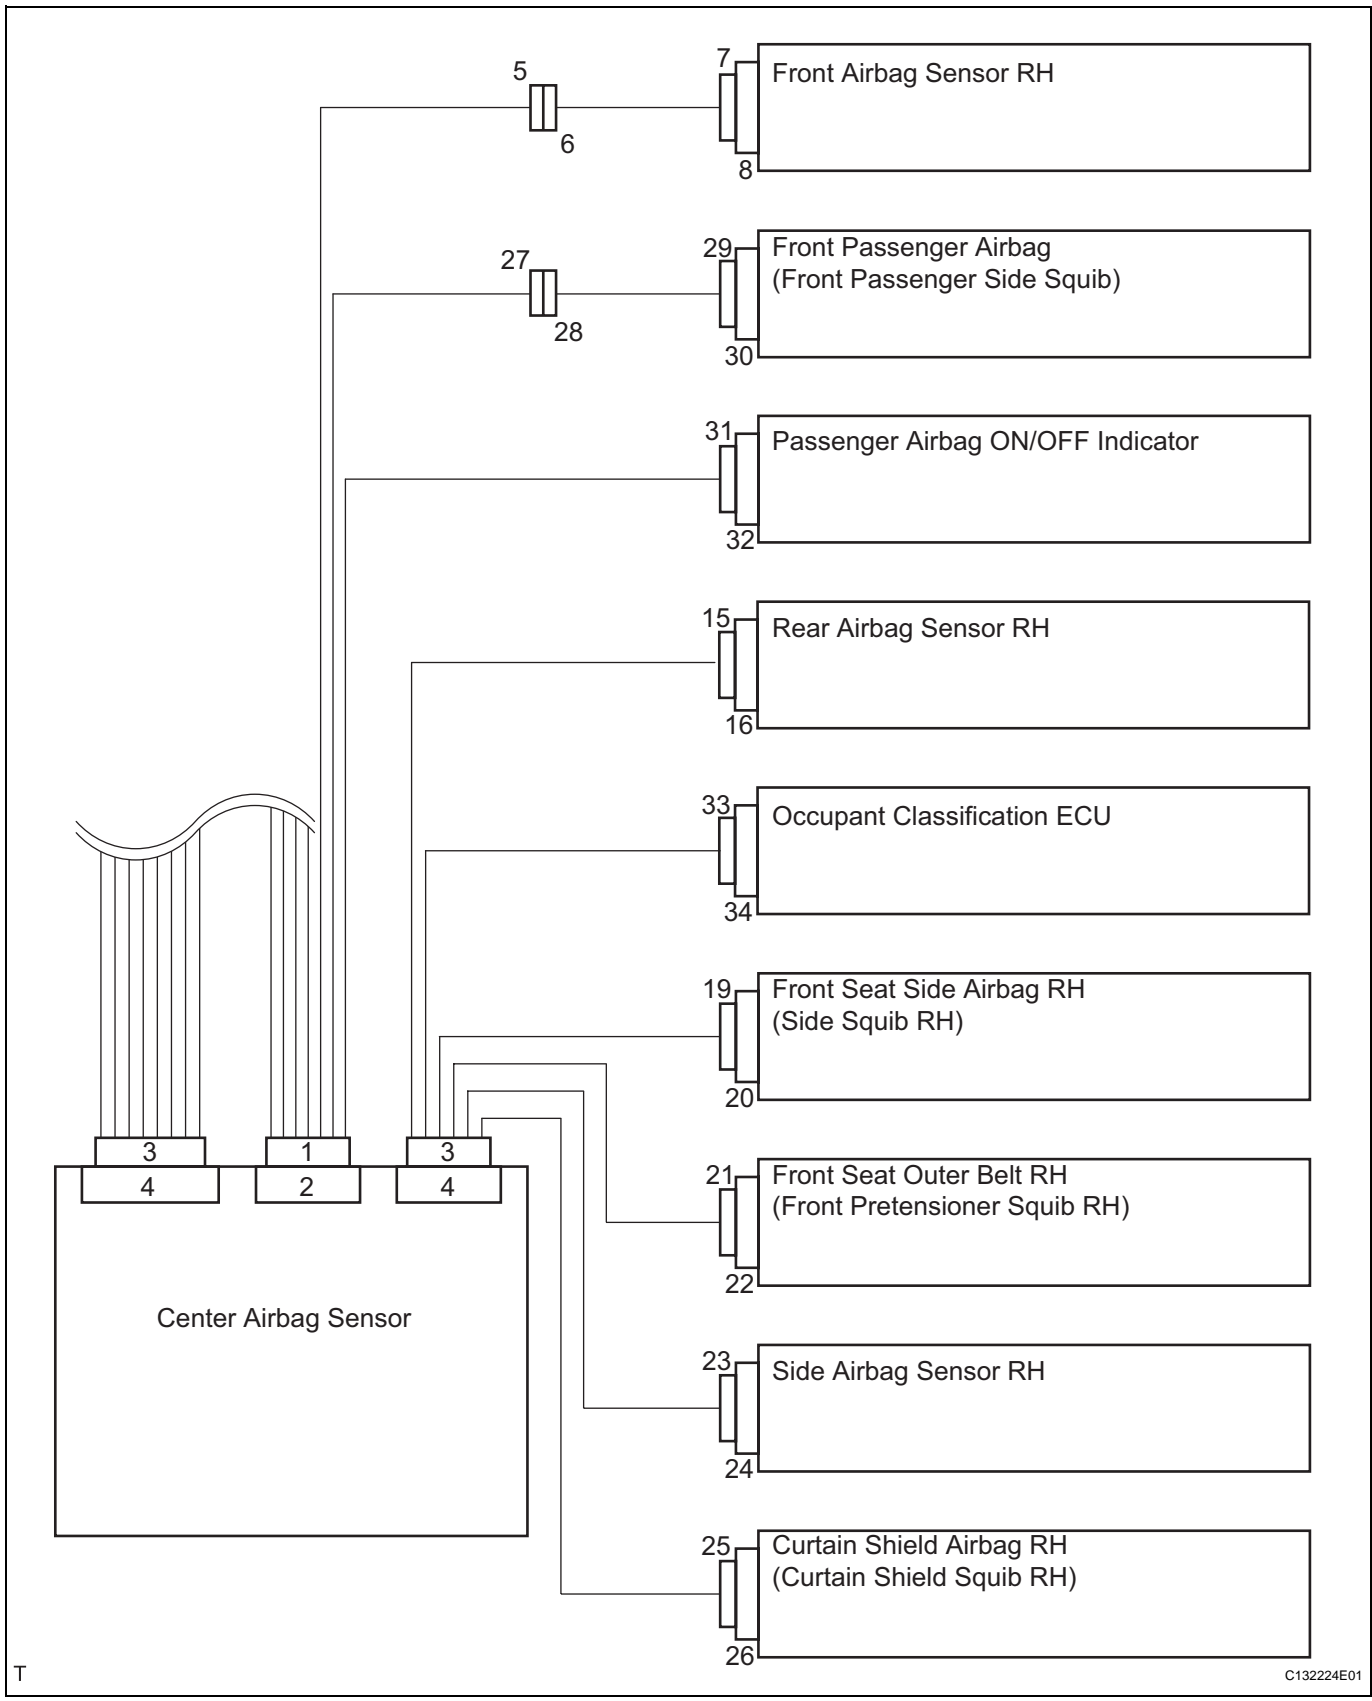 5
6
7
8
Front Airbag Sensor RH
27
28
29
30
Front Passenger Airbag
(Front Passenger Side Squib)
31
32
Passenger Airbag ON/OFF Indicator
15
16
Rear Airbag Sensor RH
33
34
Occupant Classification ECU
19
20
Front Seat Side Airbag RH
(Side Squib RH)
3
4
1
2
3
4
Center Airbag Sensor
21
22
Front Seat Outer Belt RH
(Front Pretensioner Squib RH)
23
24
Side Airbag Sensor RH
25
26
Curtain Shield Airbag RH
(Curtain Shield Squib RH)
T
C132224E01